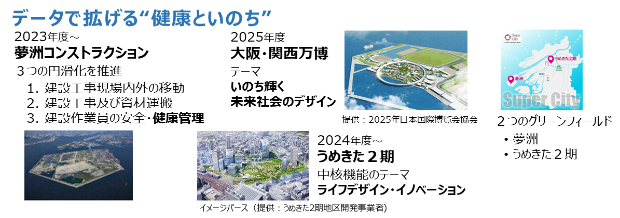 データで拡げる“健康といのち”
2023年度～
夢洲コンストラクション
３つの円滑化を推進
1. 建設工事現場内外の移動
2. 建設工事及び資材運搬
3. 建設作業員の安全・健康管理
2025年度
大阪・関西万博
テーマ
いのち輝く
未来社会のデザイン
提供：2025年日本国際博覧会協会
2024年度～
うめきた２期
中核機能のテーマ
ライフデザイン・イノベーション
イメージパース（提供：うめきた2期地区開発事業者)
うめきた２期
夢洲
Super City
２つのグリーンフィールド
・夢洲
・うめきた２期